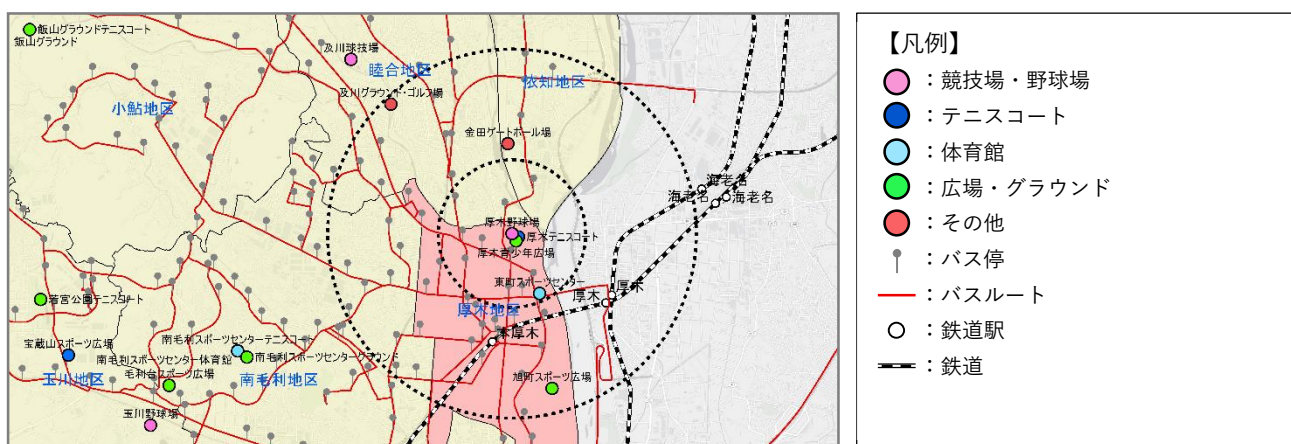 飯山グラウンドテニスコート
飯山グラウンド
及川球技場
睦合地区
依知地区
小鮎地区
及川グラウンド・ゴルフ場
金田ゲートボール場
海老名
海老名
海老名
厚木野球場
厚木テニスコート
厚木青少年広場
東町スポーツセンター
厚木
厚木
若宮公園テニスコート
厚木地区
本厚木
宝蔵山スポーツ広場
南毛利スポーツセンターテニスコート
南毛利スポーツセンター体育館
南毛利スポーツセンターグラウンド
毛利台スポーツ広場
玉川地区
南毛利地区
旭町スポーツ広場
玉川野球場
【凡例】
：競技場・野球場
：テニスコート
：体育館
：広場・グラウンド
：その他
：バス停
：バスルート
：鉄道駅
：鉄道